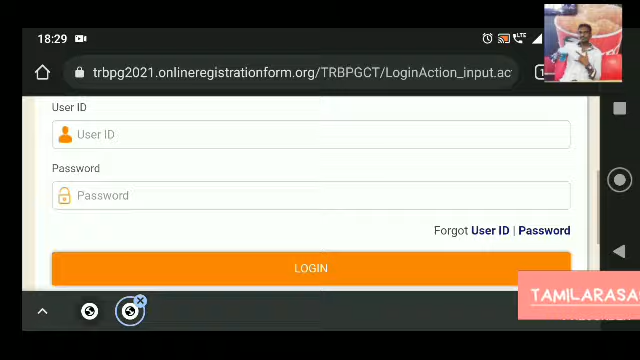 18:29
LTE
trbpg2021.onlineregistrationform.org/TRBPGCT/LoginAction_input.ac
User ID
User ID
Password
Password
Forgot User ID | Password
LOGIN
TAMILARASA